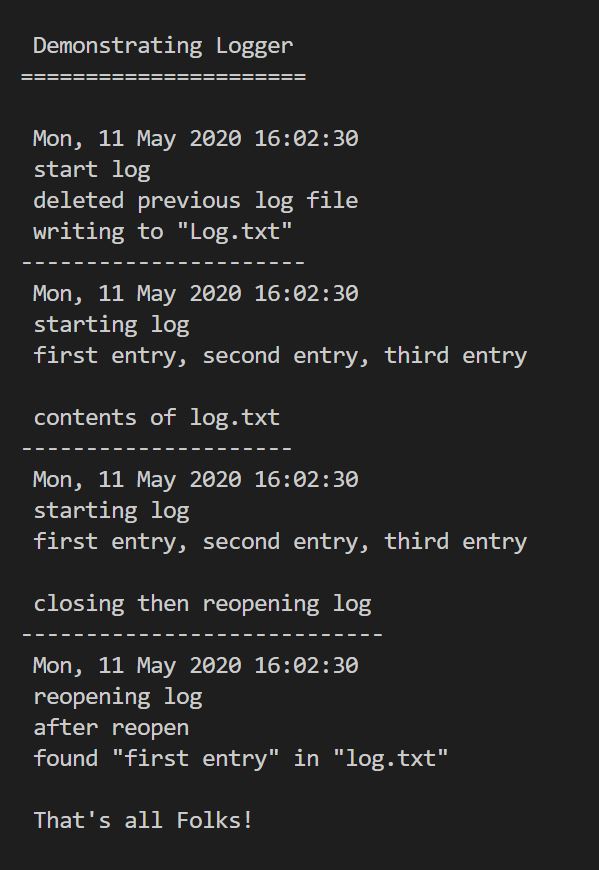 Demonstrating Logger
======================
Mon, 11 May 2020 16:02:30
start log
deleted previous log file
writing to "Log.txt"
----------------------
Mon, 11 May 2020 16:02:30
starting log
first entry, second entry, third entry
contents of log.txt
---------------------
Mon, 11 May 2020 16:02:30
starting log
first entry, second entry, third entry
closing then reopening log
----------------------------
Mon, 11 May 2020 16:02:30
reopening log
after reopen
found "first entry" in "log.txt"
That's all Folks!